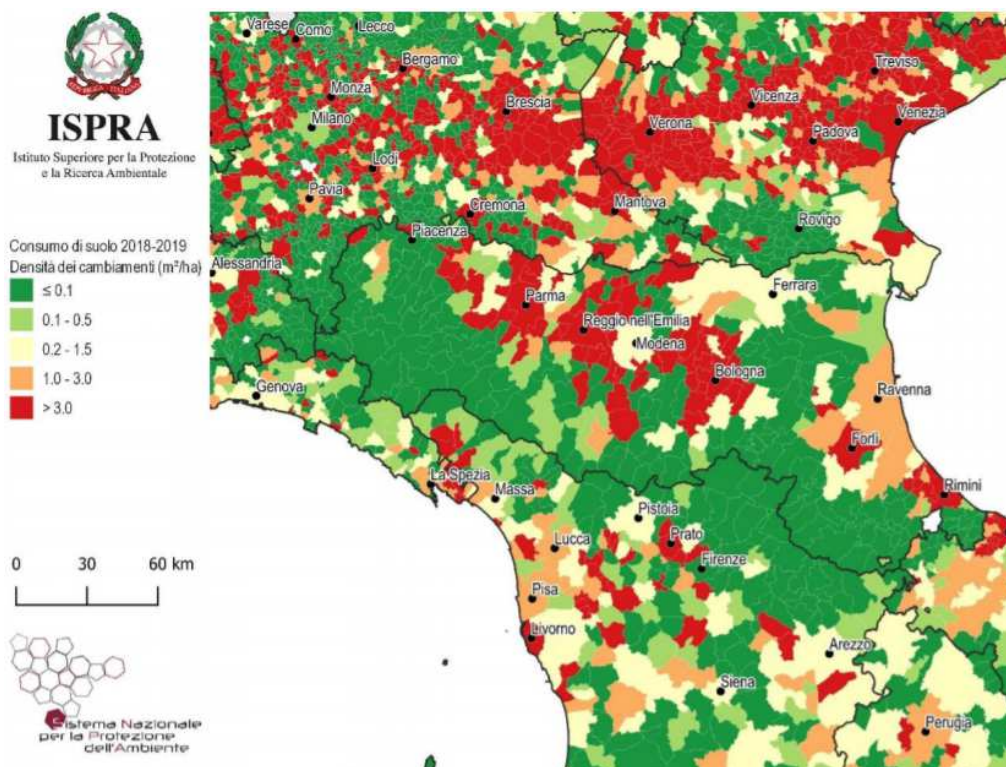 ISPRA
Istituto Superiore per la Protezione
e la Ricerca Ambientale
Consumo di suolo 2018-2019
Densità dei cambiamenti (m²/ha)
≤ 0.1
0.1 - 0.5
0.2 - 1.5
1.0 - 3.0
> 3.0
0 30 60 km
Sistema Nazionale
per la Protezione
dell'Ambiente
Varese
Como
Lecco
Bergamo
Monza
Milano
Brescia
Lodi
Pavia
Cremona
Piacenza
Alessandria
Genova
Treviso
Vicenza
Venezia
Verona
Padova
Mantova
Rovigo
Ferrara
Parma
Reggio nell'Emilia
Modena
Bologna
Ravenna
Forlì
Rimini
La Spezia
Massa
Pistoia
Prato
Lucca
Firenze
Pisa
Livorno
Arezzo
Siena
Perugia